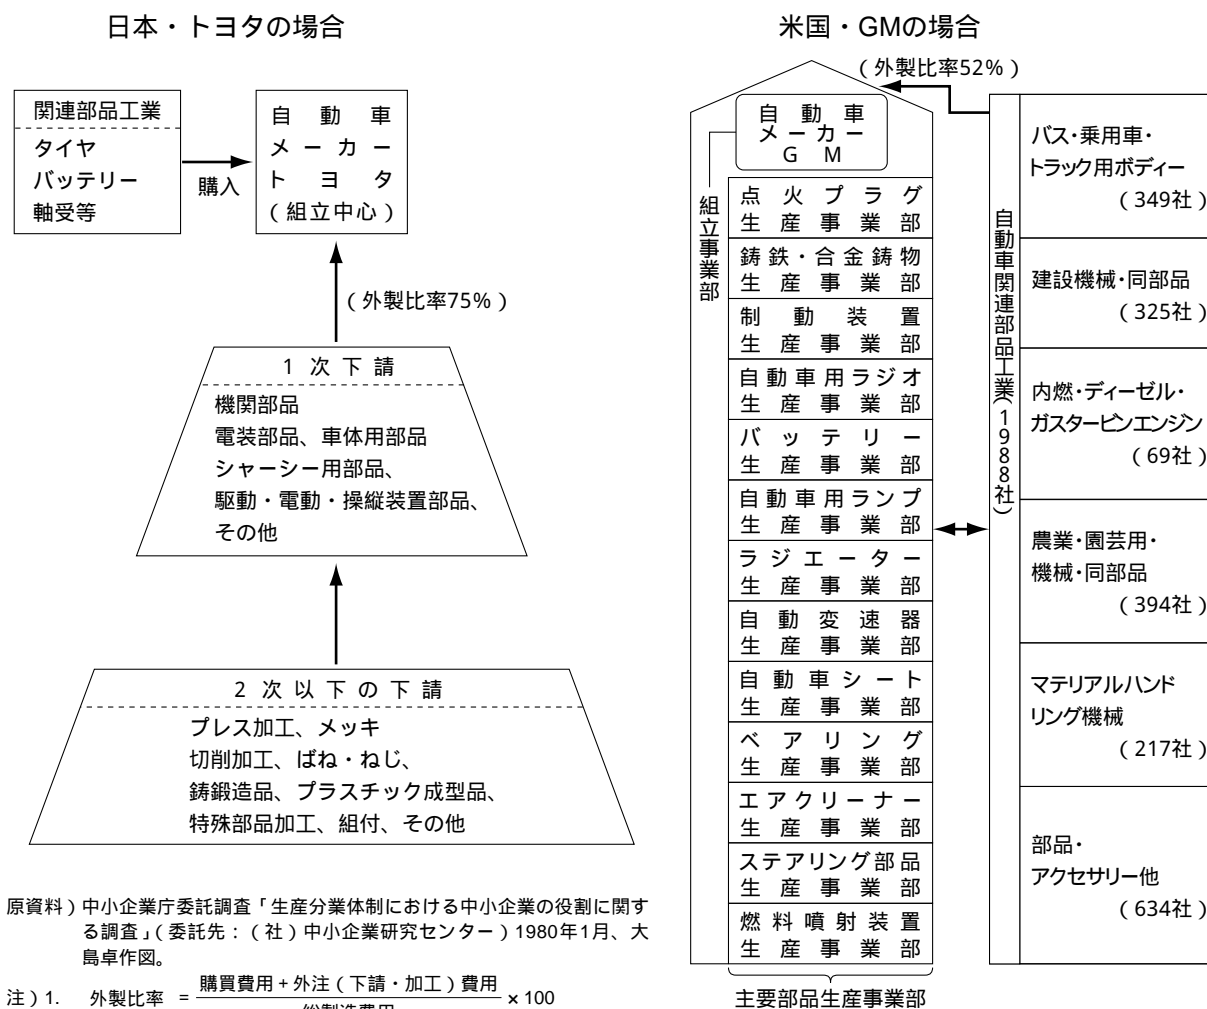 日本・トヨタの場合
関連部品工業
タイヤ
バッテリー
軸受等
購入
自動車
メーカー
トヨタ
(組立中心)
(外製比率75%)
1次下請
機関部品
電装部品、車体用部品
シャーシー用部品、
駆動・電動・操縦装置部品、
その他
2次以下の下請
プレス加工、メッキ
切削加工、ばね・ねじ、
鋳鍛造品、プラスチック成型品、
特殊部品加工、組付、その他
原資料)中小企業庁委託調査「生産分業体制における中小企業の役割に関す
る調査」(委託先:(社)中小企業研究センター)1980年1月、大
島卓作図。
注)1. 外製比率 = 購買費用+外注(下請・加工)費用 ×100
総製造費用
米国・GMの場合
(外製比率52%)
自動車
メーカー
GM
組立事業部
点火プラグ
生産事業部
鋳鉄・合金鋳物
生産事業部
制動装置
生産事業部
自動車用ラジオ
生産事業部
バッテリー
生産事業部
自動車用ランプ
生産事業部
ラジエーター
生産事業部
自動変速器
生産事業部
自動車シート
生産事業部
ベアリング
生産事業部
エアクリーナー
生産事業部
ステアリング部品
生産事業部
燃料噴射装置
生産事業部
主要部品生産事業部
自動車関連部品工業(1988社)
バス・乗用車・
トラック用ボディー
(349社)
建設機械・同部品
(325社)
内燃・ディーゼル・
ガスタービンエンジン
(69社)
農業・園芸用・
機械・同部品
(394社)
マテリアルハンド
リング機械
(217社)
部品・
アクセサリー他
(634社)